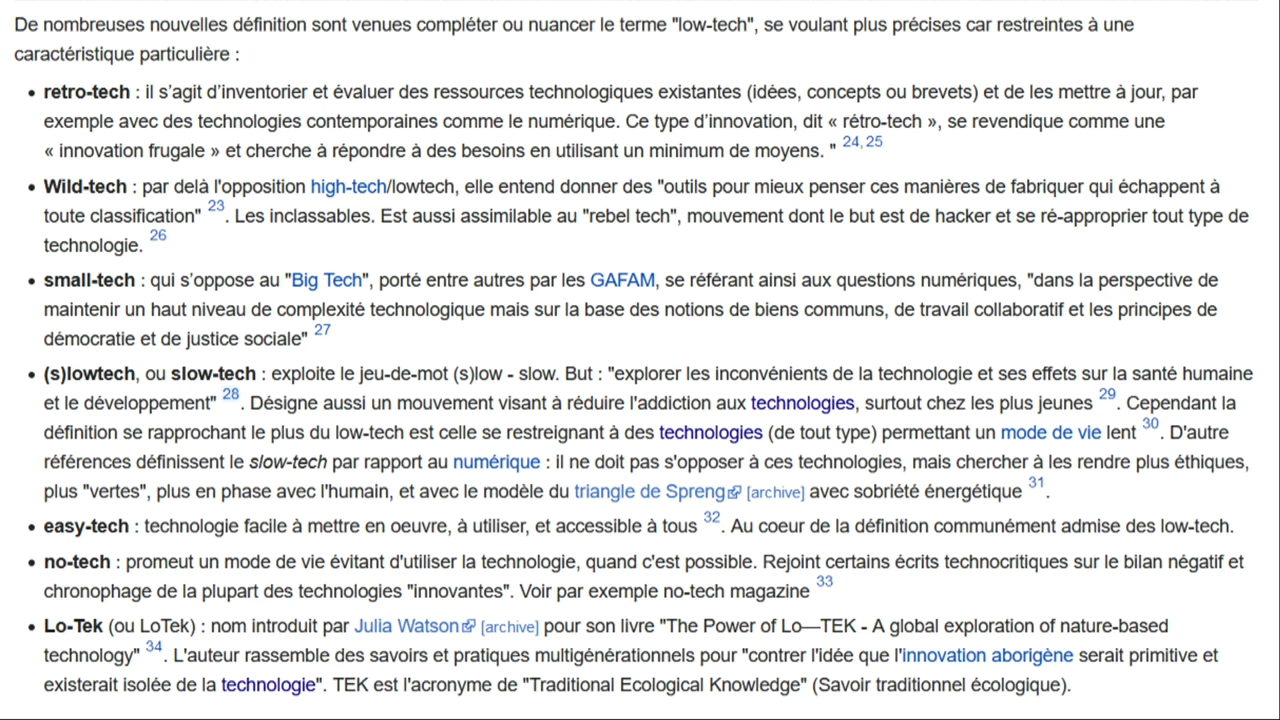 De nombreuses nouvelles définition sont venues compléter ou nuancer le terme "low-tech", se voulant plus précises car restreintes à une
caractéristique particulière :
• retro-tech : il s’agit d’inventorier et évaluer des ressources technologiques existantes (idées, concepts ou brevets) et de les mettre à jour, par
exemple avec des technologies contemporaines comme le numérique. Ce type d’innovation, dit « rétro-tech », se revendique comme une
« innovation frugale » et cherche à répondre à des besoins en utilisant un minimum de moyens. " 24, 25
• Wild-tech : par delà l'opposition high-tech/lowtech, elle entend donner des "outils pour mieux penser ces manières de fabriquer qui échappent à
toute classification" 23. Les inclassables. Est aussi assimilable au "rebel tech", mouvement dont le but est de hacker et se ré-approprier tout type de
technologie. 26
• small-tech : qui s’oppose au "Big Tech", porté entre autres par les GAFAM, se référant ainsi aux questions numériques, "dans la perspective de
maintenir un haut niveau de complexité technologique mais sur la base des notions de biens communs, de travail collaboratif et les principes de
démocratie et de justice sociale" 27
• (s)lowtech, ou slow-tech : exploite le jeu-de-mot (s)low - slow. But : "explorer les inconvénients de la technologie et ses effets sur la santé humaine
et le développement" 28. Désigne aussi un mouvement visant à réduire l'addiction aux technologies, surtout chez les plus jeunes 29. Cependant la
définition se rapprochant le plus du low-tech est celle se restreignant à des technologies (de tout type) permettant un mode de vie lent 30. D'autre
références définissent le slow-tech par rapport au numérique : il ne doit pas s'opposer à ces technologies, mais chercher à les rendre plus éthiques,
plus "vertes", plus en phase avec l'humain, et avec le modèle du triangle de Spreng [archive] avec sobriété énergétique 31.
• easy-tech : technologie facile à mettre en oeuvre, à utiliser, et accessible à tous 32. Au coeur de la définition communément admise des low-tech.
• no-tech : promeut un mode de vie évitant d'utiliser la technologie, quand c'est possible. Rejoint certains écrits technocritiques sur le bilan négatif et
chronophage de la plupart des technologies "innovantes". Voir par exemple no-tech magazine 33
• Lo-Tek (ou LoTek) : nom introduit par Julia Watson [archive] pour son livre "The Power of Lo—TEK - A global exploration of nature-based
technology" 34. L'auteur rassemble des savoirs et pratiques multigénérationnels pour "contrer l'idée que l'innovation aborigène serait primitive et
existerait isolée de la technologie". TEK est l'acronyme de "Traditional Ecological Knowledge" (Savoir traditionnel écologique).